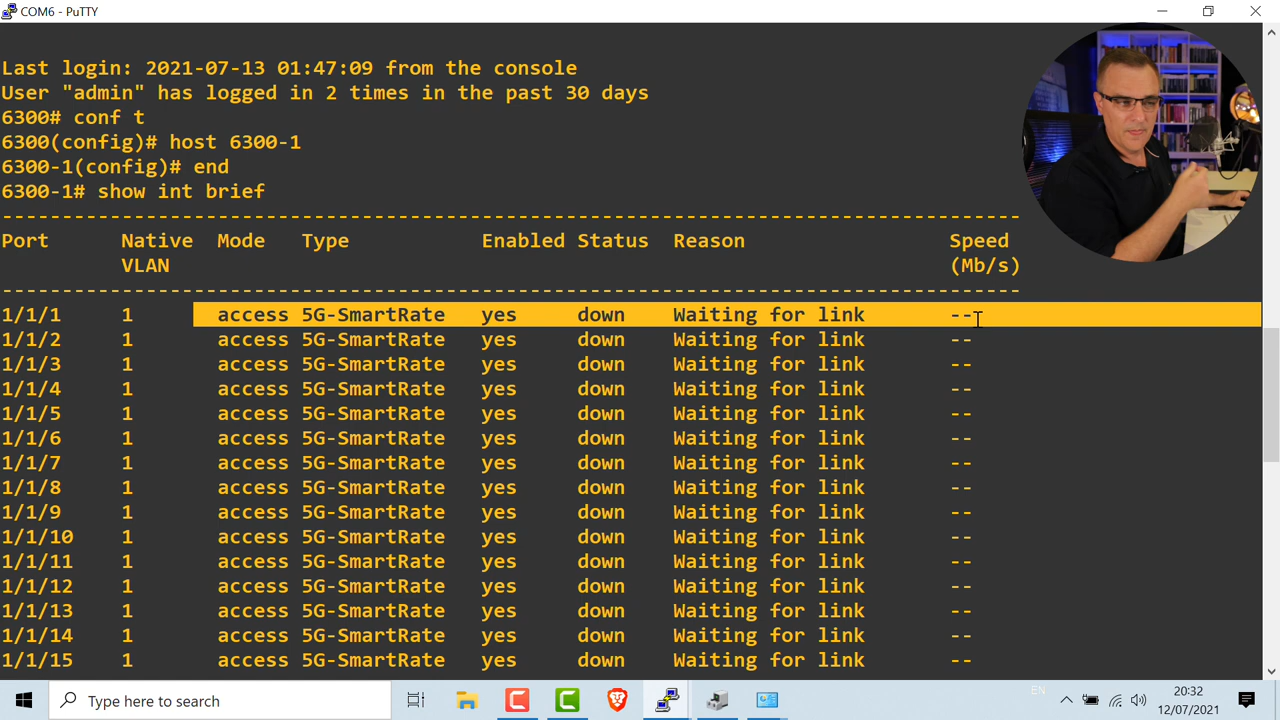 COM6 - PuTTY
Last login: 2021-07-13 01:47:09 from the console
User "admin" has logged in 2 times in the past 30 days
6300# conf t
6300(config)# host 6300-1
6300-1(config)# end
6300-1# show int brief
-------------------------------------------------------------------------------------
Port Native Mode Type Enabled Status Reason Speed
VLAN (Mb/s)
-------------------------------------------------------------------------------------
1/1/1 1 access 5G-SmartRate yes down Waiting for link --
1/1/2 1 access 5G-SmartRate yes down Waiting for link --
1/1/3 1 access 5G-SmartRate yes down Waiting for link --
1/1/4 1 access 5G-SmartRate yes down Waiting for link --
1/1/5 1 access 5G-SmartRate yes down Waiting for link --
1/1/6 1 access 5G-SmartRate yes down Waiting for link --
1/1/7 1 access 5G-SmartRate yes down Waiting for link --
1/1/8 1 access 5G-SmartRate yes down Waiting for link --
1/1/9 1 access 5G-SmartRate yes down Waiting for link --
1/1/10 1 access 5G-SmartRate yes down Waiting for link --
1/1/11 1 access 5G-SmartRate yes down Waiting for link --
1/1/12 1 access 5G-SmartRate yes down Waiting for link --
1/1/13 1 access 5G-SmartRate yes down Waiting for link --
1/1/14 1 access 5G-SmartRate yes down Waiting for link --
1/1/15 1 access 5G-SmartRate yes down Waiting for link --
Type here to search
EN
20:32
12/07/2021